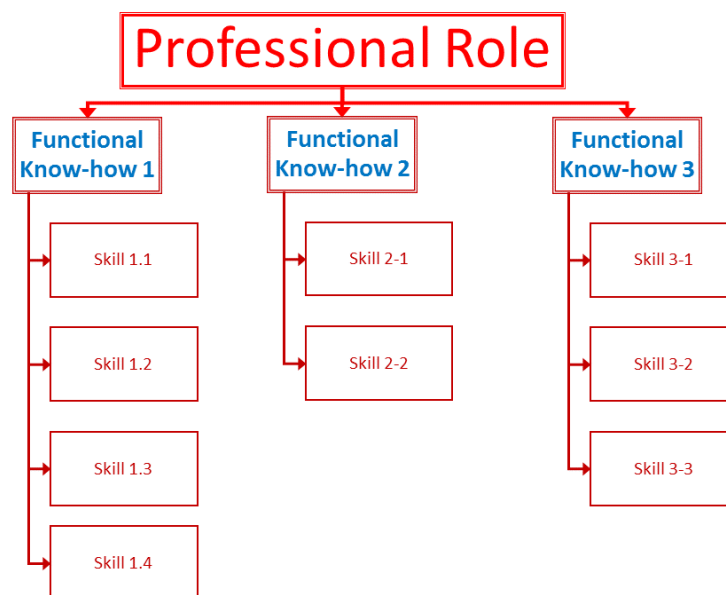 Professional Role
Functional
Know-how 1
Skill 1.1
Skill 1.2
Skill 1.3
Skill 1.4
Functional
Know-how 2
Skill 2-1
Skill 2-2
Functional
Know-how 3
Skill 3-1
Skill 3-2
Skill 3-3